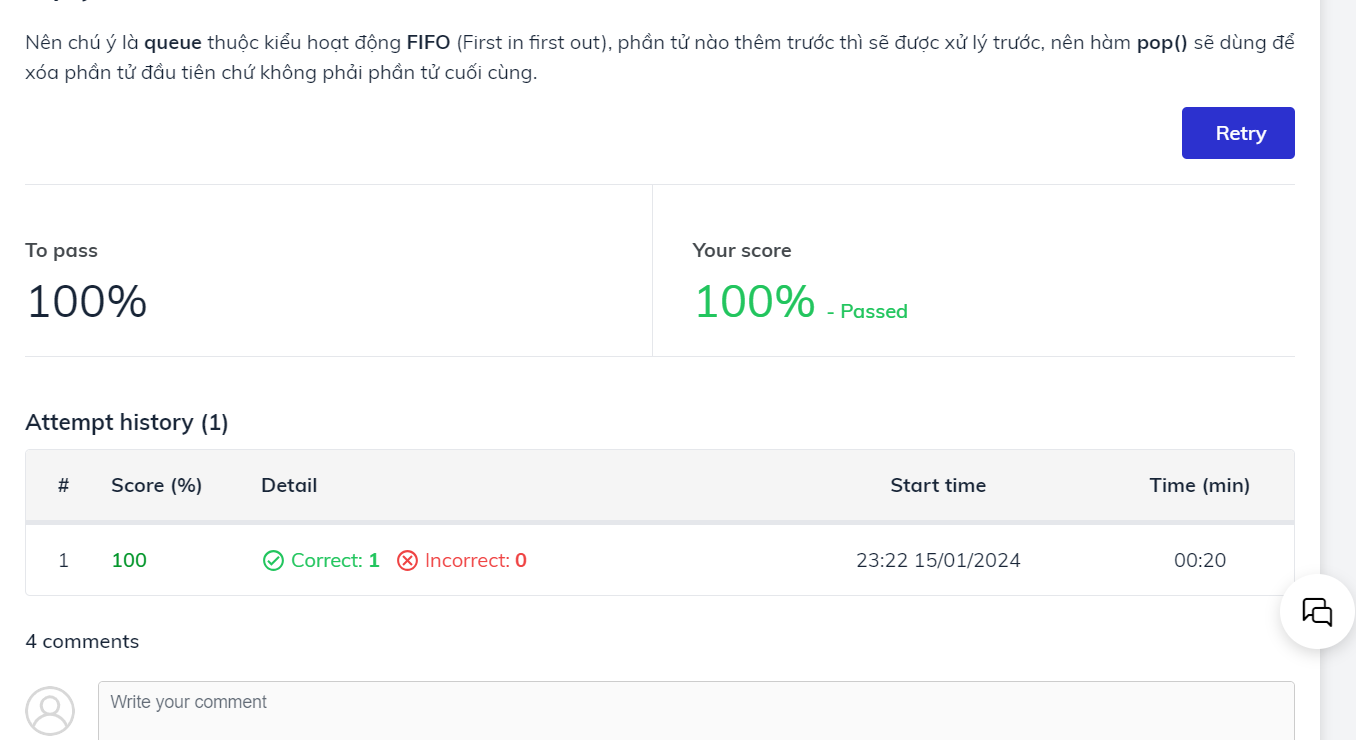 Nên chú ý là queue thuộc kiểu hoạt động FIFO (First in first out), phần tử nào thêm trước thì sẽ được xử lý trước, nên hàm pop() sẽ dùng để
xóa phần tử đầu tiên chứ không phải phần tử cuối cùng.
Retry
To pass
100%
Your score
100% - Passed
Attempt history (1)
# Score (%) Detail Start time Time (min)
1 100 Correct: 1 Incorrect: 0 23:22 15/01/2024 00:20
4 comments
Write your comment